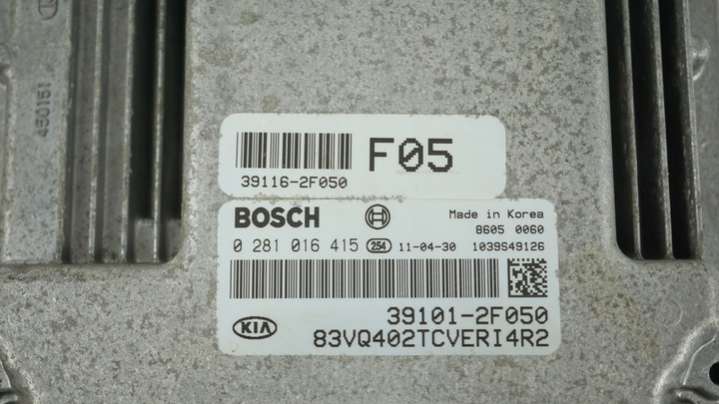 450151
39116-2F050
F05
BOSCH
Made in Korea
8605 0060
0 281 016 415 254 11-04-30 1039S49126
39101-2F050
KIA
83VQ402TCVERI4R2